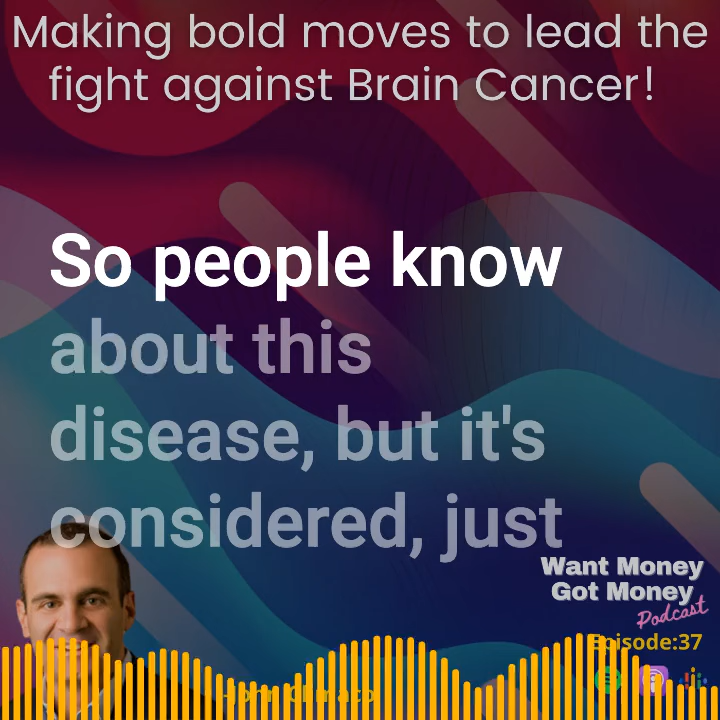 Making bold moves to lead the
fight against Brain Cancer!
So people know
about this
disease, but it's
considered, just
Want Money
Got Money
Podcast
Episode:37